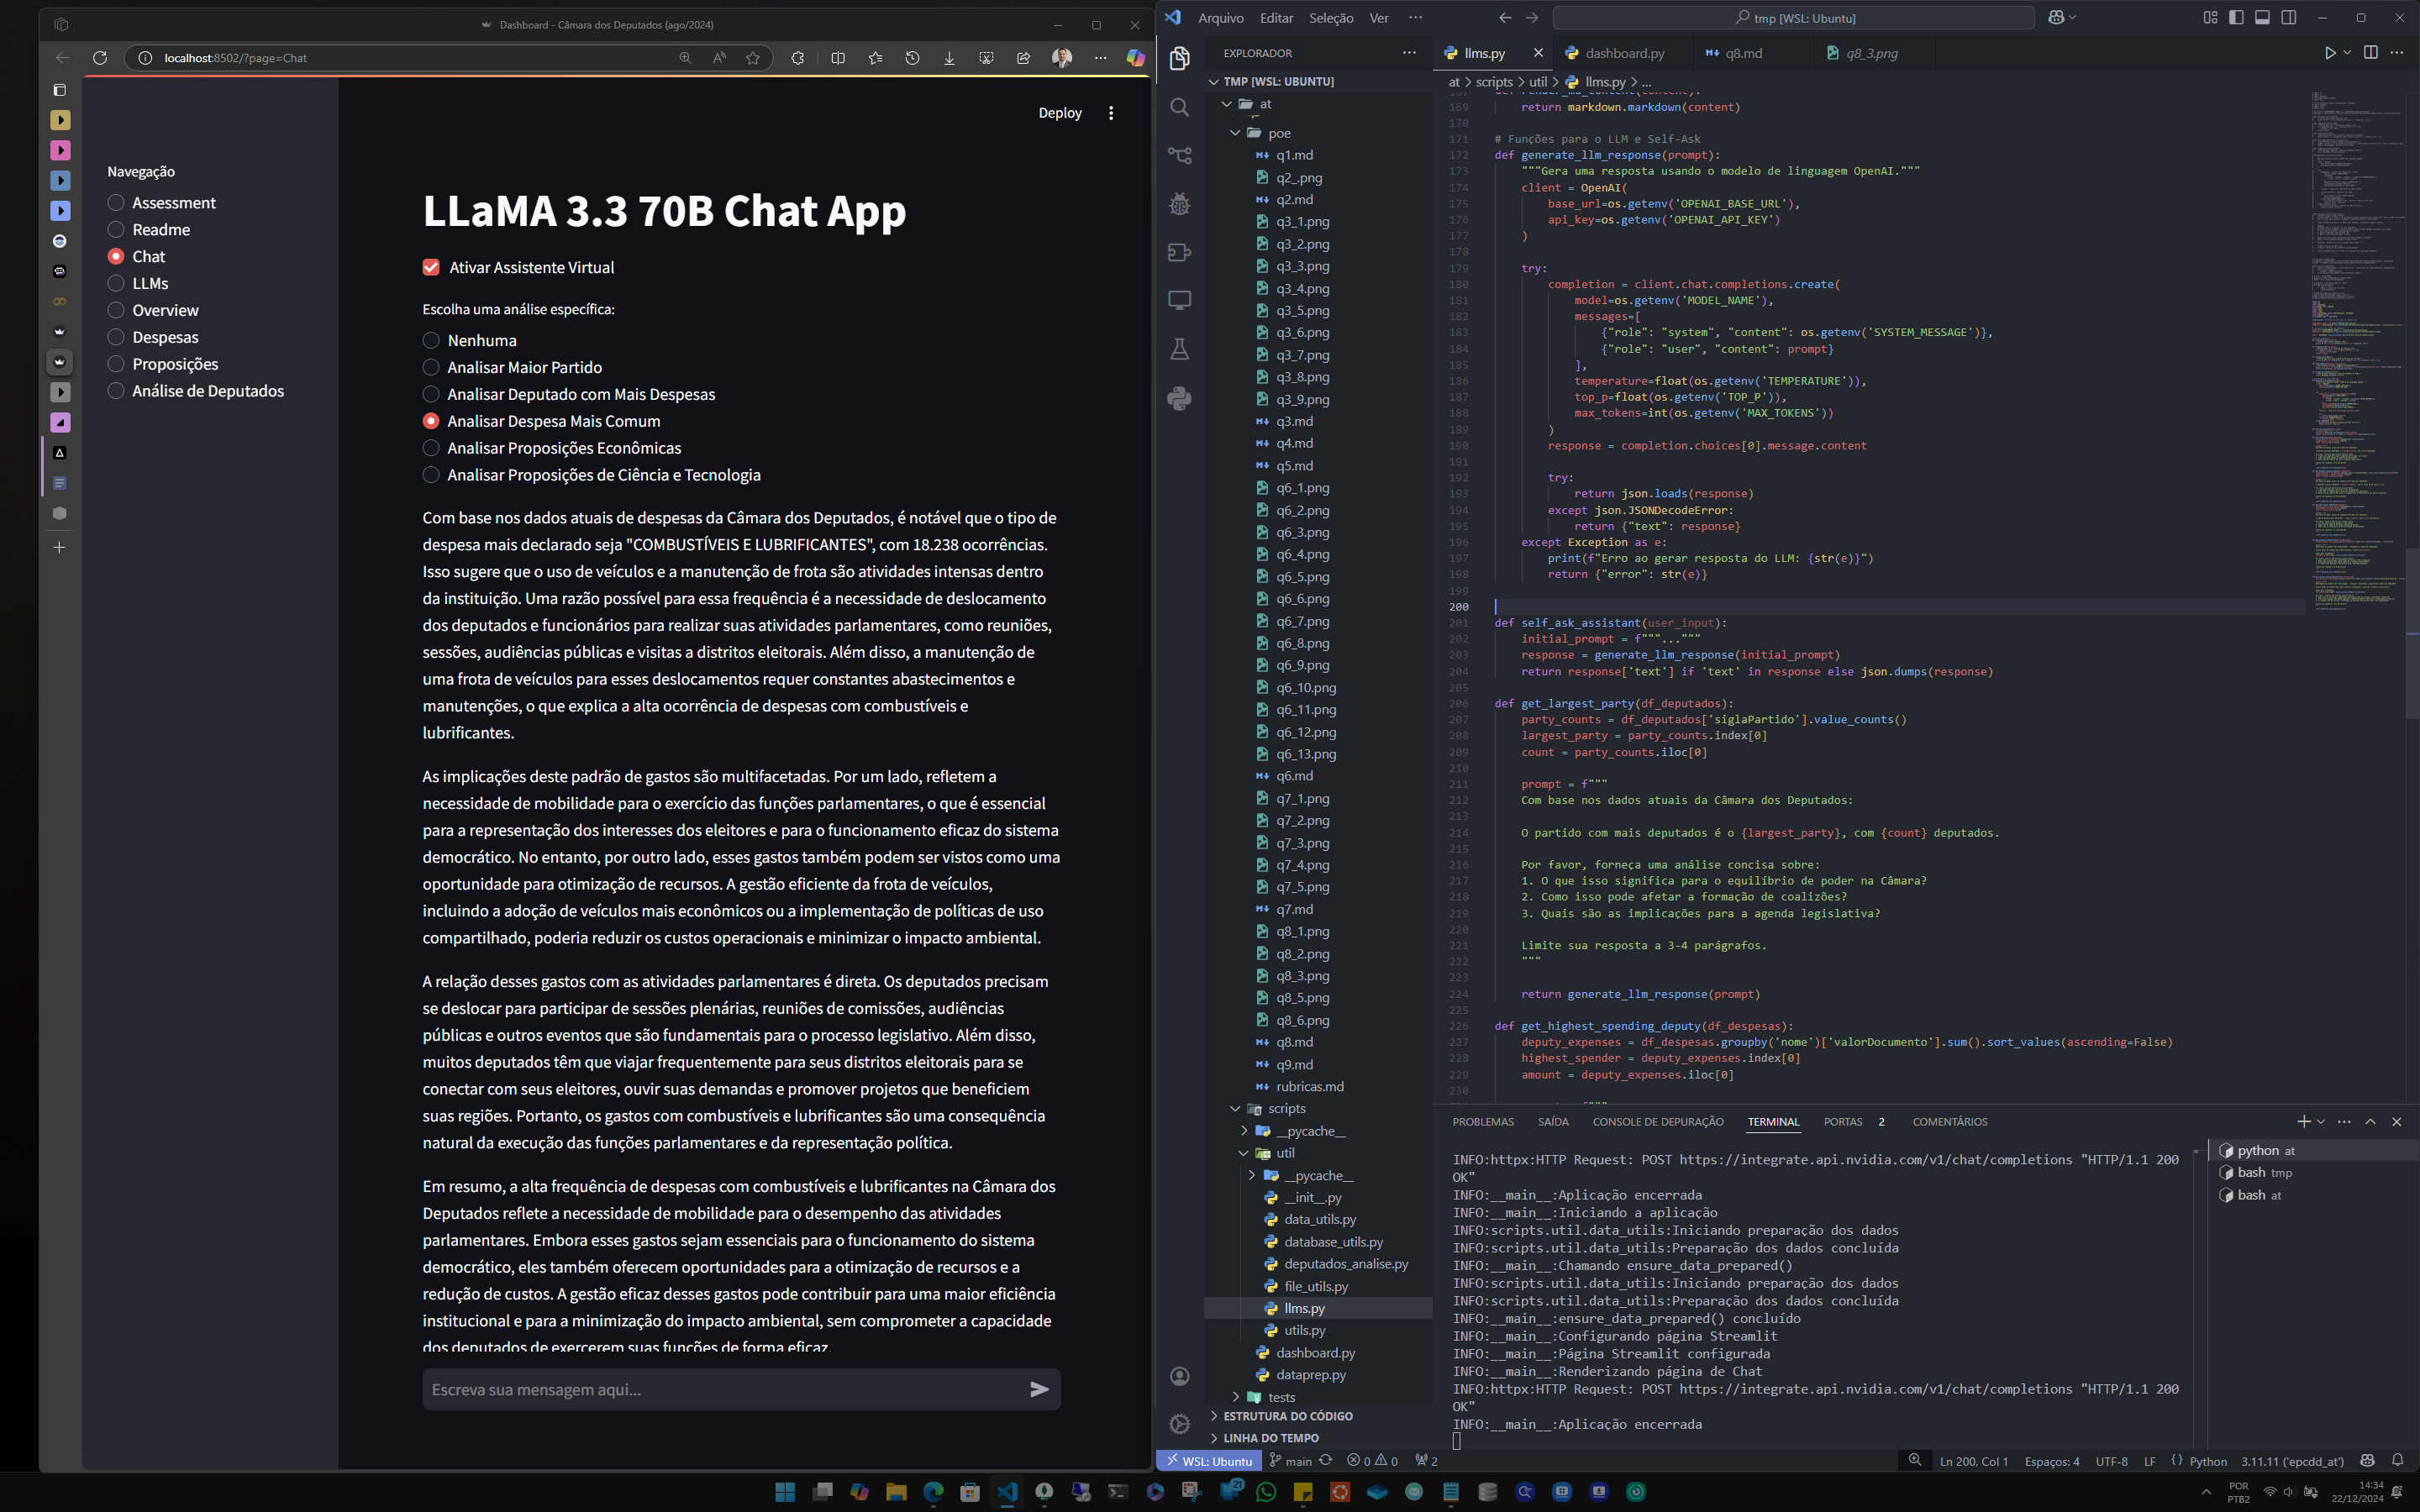 Dashboard - Câmara dos Deputados (ago/2024)
localhost:8502/?page=Chat
Deploy
Navegação
Assessment
Readme
Chat
LLMs
Overview
Despesas
Proposições
Análise de Deputados
LLaMA 3.3 70B Chat App
Ativar Assistente Virtual
Escolha uma análise específica:
Nenhuma
Analisar Maior Partido
Analisar Deputado com Mais Despesas
Analisar Despesa Mais Comum
Analisar Proposições Econômicas
Analisar Proposições de Ciência e Tecnologia
Com base nos dados atuais de despesas da Câmara dos Deputados, é notável que o tipo de
despesa mais declarado seja "COMBUSTÍVEIS E LUBRIFICANTES", com 18.238 ocorrências.
Isso sugere que o uso de veículos e a manutenção de frota são atividades intensas dentro
da instituição. Uma razão possível para essa frequência é a necessidade de deslocamento
dos deputados e funcionários para realizar suas atividades parlamentares, como reuniões,
sessões, audiências públicas e visitas a distritos eleitorais. Além disso, a manutenção de
uma frota de veículos para esses deslocamentos requer constantes abastecimentos e
manutenções, o que explica a alta ocorrência de despesas com combustíveis e
lubrificantes.
As implicações deste padrão de gastos são multifacetadas. Por um lado, refletem a
necessidade de mobilidade para o exercício das funções parlamentares, o que é essencial
para a representação dos interesses dos eleitores e para o funcionamento eficaz do sistema
democrático. No entanto, por outro lado, esses gastos também podem ser vistos como uma
oportunidade para otimização de recursos. A gestão eficiente da frota de veículos,
incluindo a adoção de veículos mais econômicos ou a implementação de políticas de uso
compartilhado, poderia reduzir os custos operacionais e minimizar o impacto ambiental.
A relação desses gastos com as atividades parlamentares é direta. Os deputados precisam
se deslocar para participar de sessões plenárias, reuniões de comissões, audiências
públicas e outros eventos que são fundamentais para o processo legislativo. Além disso,
muitos deputados têm que viajar frequentemente para seus distritos eleitorais para se
conectar com seus eleitores, ouvir suas demandas e promover projetos que beneficiem
suas regiões. Portanto, os gastos com combustíveis e lubrificantes são uma consequência
natural da execução das funções parlamentares e da representação política.
Em resumo, a alta frequência de despesas com combustíveis e lubrificantes na Câmara dos
Deputados reflete a necessidade de mobilidade para o desempenho das atividades
parlamentares. Embora esses gastos sejam essenciais para o funcionamento do sistema
democrático, eles também oferecem oportunidades para a otimização de recursos e a
redução de custos. A gestão eficaz desses gastos pode contribuir para uma maior eficiência
institucional e para a minimização do impacto ambiental, sem comprometer a capacidade
dos deputados de exercerem suas funções de forma eficaz.
Escreva sua mensagem aqui...
Arquivo Editar Seleção Ver ···
tmp [WSL: Ubuntu]
EXPLORADOR
TMP [WSL: UBUNTU]
at
poe
q1.md
q2_.png
q2.md
q3_1.png
q3_2.png
q3_3.png
q3_4.png
q3_5.png
q3_6.png
q3_7.png
q3_8.png
q3_9.png
q3.md
q4.md
q5.md
q6_1.png
q6_2.png
q6_3.png
q6_4.png
q6_5.png
q6_6.png
q6_7.png
q6_8.png
q6_9.png
q6_10.png
q6_11.png
q6_12.png
q6_13.png
q6.md
q7_1.png
q7_2.png
q7_3.png
q7_4.png
q7_5.png
q7.md
q8_1.png
q8_2.png
q8_3.png
q8_5.png
q8_6.png
q8.md
q9.md
rubricas.md
scripts
__pycache__
util
__pycache__
__init__.py
data_utils.py
database_utils.py
deputados_analise.py
file_utils.py
llms.py
utils.py
dashboard.py
dataprep.py
tests
ESTRUTURA DO CÓDIGO
LINHA DO TEMPO
llms.py dashboard.py q8.md q8_3.png
at > scripts > util > llms.py > ...
169 return markdown.markdown(content)
170
171 # Funções para o LLM e Self-Ask
172 def generate_llm_response(prompt):
173 """Gera uma resposta usando o modelo de linguagem OpenAI."""
174 client = OpenAI(
175 base_url=os.getenv('OPENAI_BASE_URL'),
176 api_key=os.getenv('OPENAI_API_KEY')
177 )
178
179 try:
180 completion = client.chat.completions.create(
181 model=os.getenv('MODEL_NAME'),
182 messages=[
183 {"role": "system", "content": os.getenv('SYSTEM_MESSAGE')},
184 {"role": "user", "content": prompt}
185 ],
186 temperature=float(os.getenv('TEMPERATURE')),
187 top_p=float(os.getenv('TOP_P')),
188 max_tokens=int(os.getenv('MAX_TOKENS'))
189 )
190 response = completion.choices[0].message.content
191
192 try:
193 return json.loads(response)
194 except json.JSONDecodeError:
195 return {"text": response}
196 except Exception as e:
197 print(f"Erro ao gerar resposta do LLM: {str(e)}")
198 return {"error": str(e)}
199
200
201 def self_ask_assistant(user_input):
202 initial_prompt = f"""..."""
203 response = generate_llm_response(initial_prompt)
204 return response['text'] if 'text' in response else json.dumps(response)
205
206 def get_largest_party(df_deputados):
207 party_counts = df_deputados['siglaPartido'].value_counts()
208 largest_party = party_counts.index[0]
209 count = party_counts.iloc[0]
210
211 prompt = f"""
212 Com base nos dados atuais da Câmara dos Deputados:
213
214 O partido com mais deputados é o {largest_party}, com {count} deputados.
215
216 Por favor, forneça uma análise concisa sobre:
217 1. O que isso significa para o equilíbrio de poder na Câmara?
218 2. Como isso pode afetar a formação de coalizões?
219 3. Quais são as implicações para a agenda legislativa?
220
221 Limite sua resposta a 3-4 parágrafos.
222 """
223
224 return generate_llm_response(prompt)
225
226 def get_highest_spending_deputy(df_despesas):
227 deputy_expenses = df_despesas.groupby('nome')['valorDocumento'].sum().sort_values(ascending=False)
228 highest_spender = deputy_expenses.index[0]
229 amount = deputy_expenses.iloc[0]
230
PROBLEMAS SAÍDA CONSOLE DE DEPURAÇÃO TERMINAL PORTAS 2 COMENTÁRIOS
INFO:httpx:HTTP Request: POST https://integrate.api.nvidia.com/v1/chat/completions "HTTP/1.1 200
OK"
INFO:__main__:Aplicação encerrada
INFO:__main__:Iniciando a aplicação
INFO:scripts.util.data_utils:Iniciando preparação dos dados
INFO:scripts.util.data_utils:Preparação dos dados concluída
INFO:__main__:Chamando ensure_data_prepared()
INFO:scripts.util.data_utils:Iniciando preparação dos dados
INFO:scripts.util.data_utils:Preparação dos dados concluída
INFO:__main__:ensure_data_prepared() concluído
INFO:__main__:Configurando página Streamlit
INFO:__main__:Página Streamlit configurada
INFO:__main__:Renderizando página de Chat
INFO:httpx:HTTP Request: POST https://integrate.api.nvidia.com/v1/chat/completions "HTTP/1.1 200
OK"
INFO:__main__:Aplicação encerrada
python at
bash tmp
bash at
WSL: Ubuntu main 0 0 2
Ln 200, Col 1 Espaços: 4 UTF-8 LF Python 3.11.11 ('epcdd_at')
21
POR
PTB2
14:34
22/12/2024